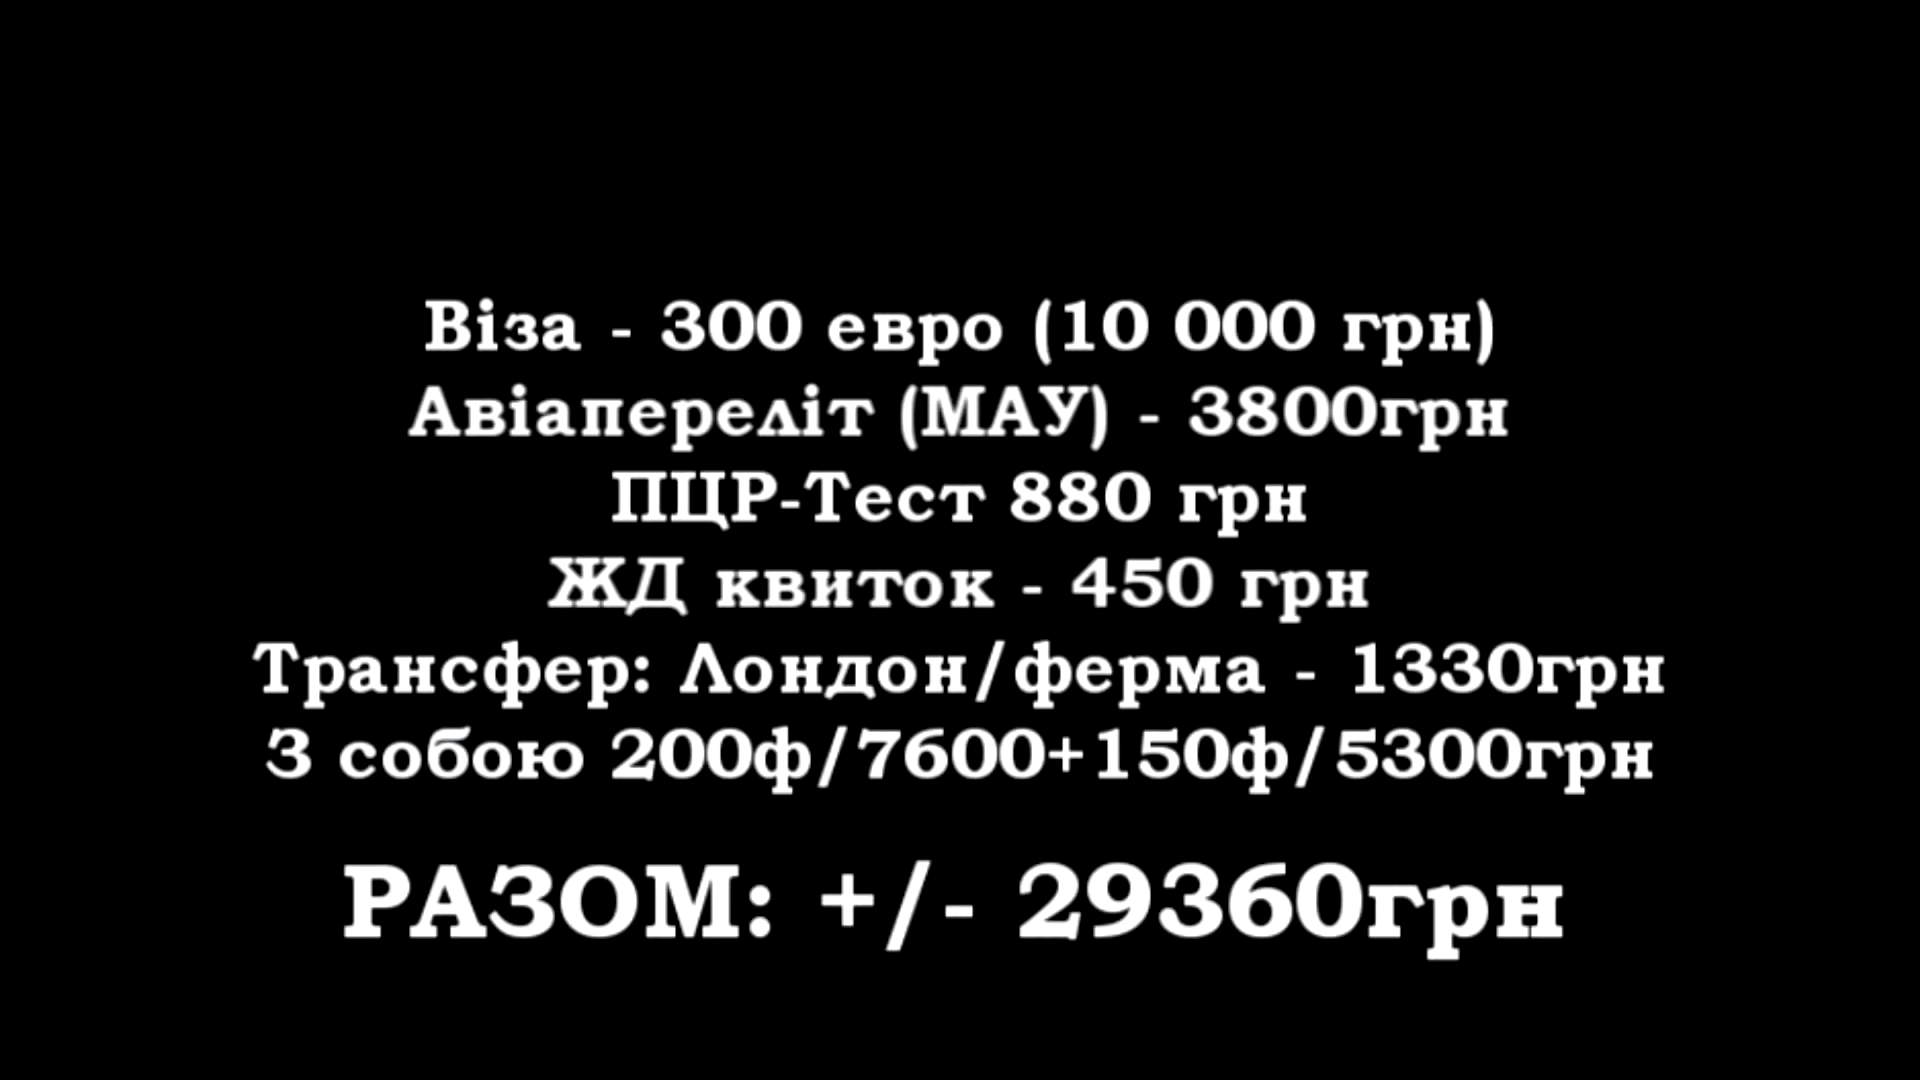 Віза - 300 евро (10 000 грн)
Авіапереліт (МАУ) - 3800грн
ПЦР-Тест 880 грн
ЖД квиток - 450 грн
Трансфер: Лондон/ферма - 1330грн
З собою 200ф/7600+150ф/5300грн
РАЗОМ: +/- 29360грн